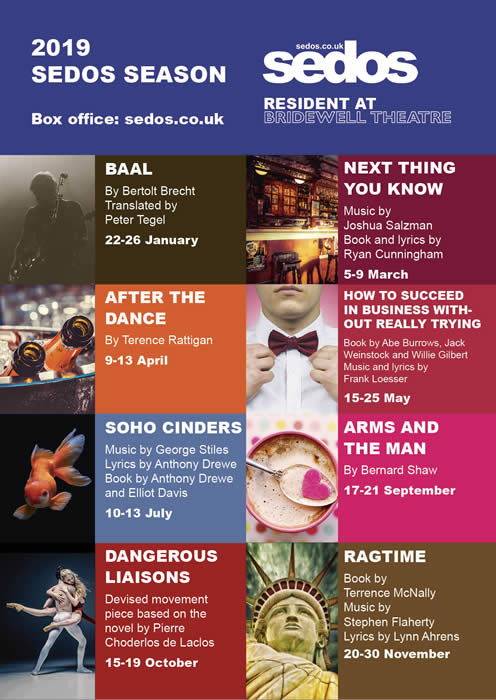 2019
SEDOS SEASON
Box office: sedos.co.uk
sedos.co.uk
sedos
RESIDENT AT
BRIDEWELL THEATRE
BAAL
By Bertolt Brecht
Translated by
Peter Tegel
22-26 January
NEXT THING
YOU KNOW
Music by
Joshua Salzman
Book and lyrics by
Ryan Cunningham
5-9 March
AFTER THE
DANCE
By Terence Rattigan
9-13 April
HOW TO SUCCEED
IN BUSINESS WITH-
OUT REALLY TRYING
Book by Abe Burrows, Jack
Weinstock and Willie Gilbert
Music and lyrics by
Frank Loesser
15-25 May
SOHO CINDERS
Music by George Stiles
Lyrics by Anthony Drewe
Book by Anthony Drewe
and Elliot Davis
10-13 July
ARMS AND
THE MAN
By Bernard Shaw
17-21 September
DANGEROUS
LIAISONS
Devised movement
piece based on the
novel by Pierre
Choderlos de Laclos
15-19 October
RAGTIME
Book by
Terrence McNally
Music by
Stephen Flaherty
Lyrics by Lynn Ahrens
20-30 November